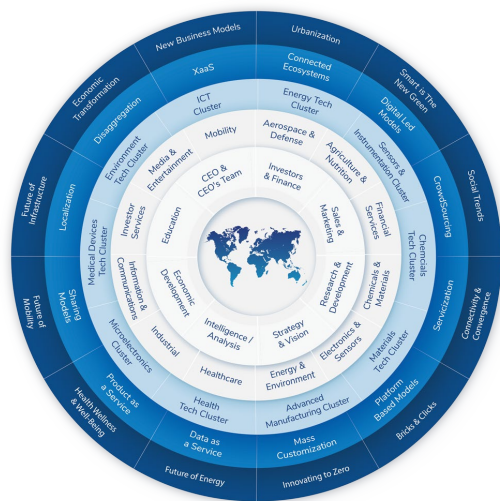 New Business Models
Urbanization
Smart is The
New Green
Social Trends
Connectivity &
Convergence
Bricks & Clicks
Innovating to Zero
Future of Energy
Health Wellness
& Well-Being
Future of
Mobility
Future of
Infrastructure
Economic
Transformation
XaaS
Connected
Ecosystems
Digital Led
Models
CrowdSourcing
Servicization
Platform
Based Models
Mass
Customization
Data as
a Service
Product as
a Service
Sharing
Models
Localization
Disaggregation
ICT
Cluster
Energy Tech
Cluster
Sensors &
Instrumentation Cluster
Chemcials
Tech Cluster
Materials
Tech Cluster
Advanced
Manufacturing Cluster
Health
Tech Cluster
Microelectronics
Cluster
Medical Devices
Tech Cluster
Environment
Tech Cluster
Mobility
Aerospace &
Defense
Agriculture &
Nutrition
Financial
Services
Chemicals &
Materials
Electronics &
Sensors
Energy &
Environment
Healthcare
Industrial
Information &
Communications
Investor
Services
Media &
Entertainment
CEO &
CEO's Team
Investors
& Finance
Sales &
Marketing
Research &
Development
Strategy
& Vision
Intelligence /
Analysis
Economic
Development
Education